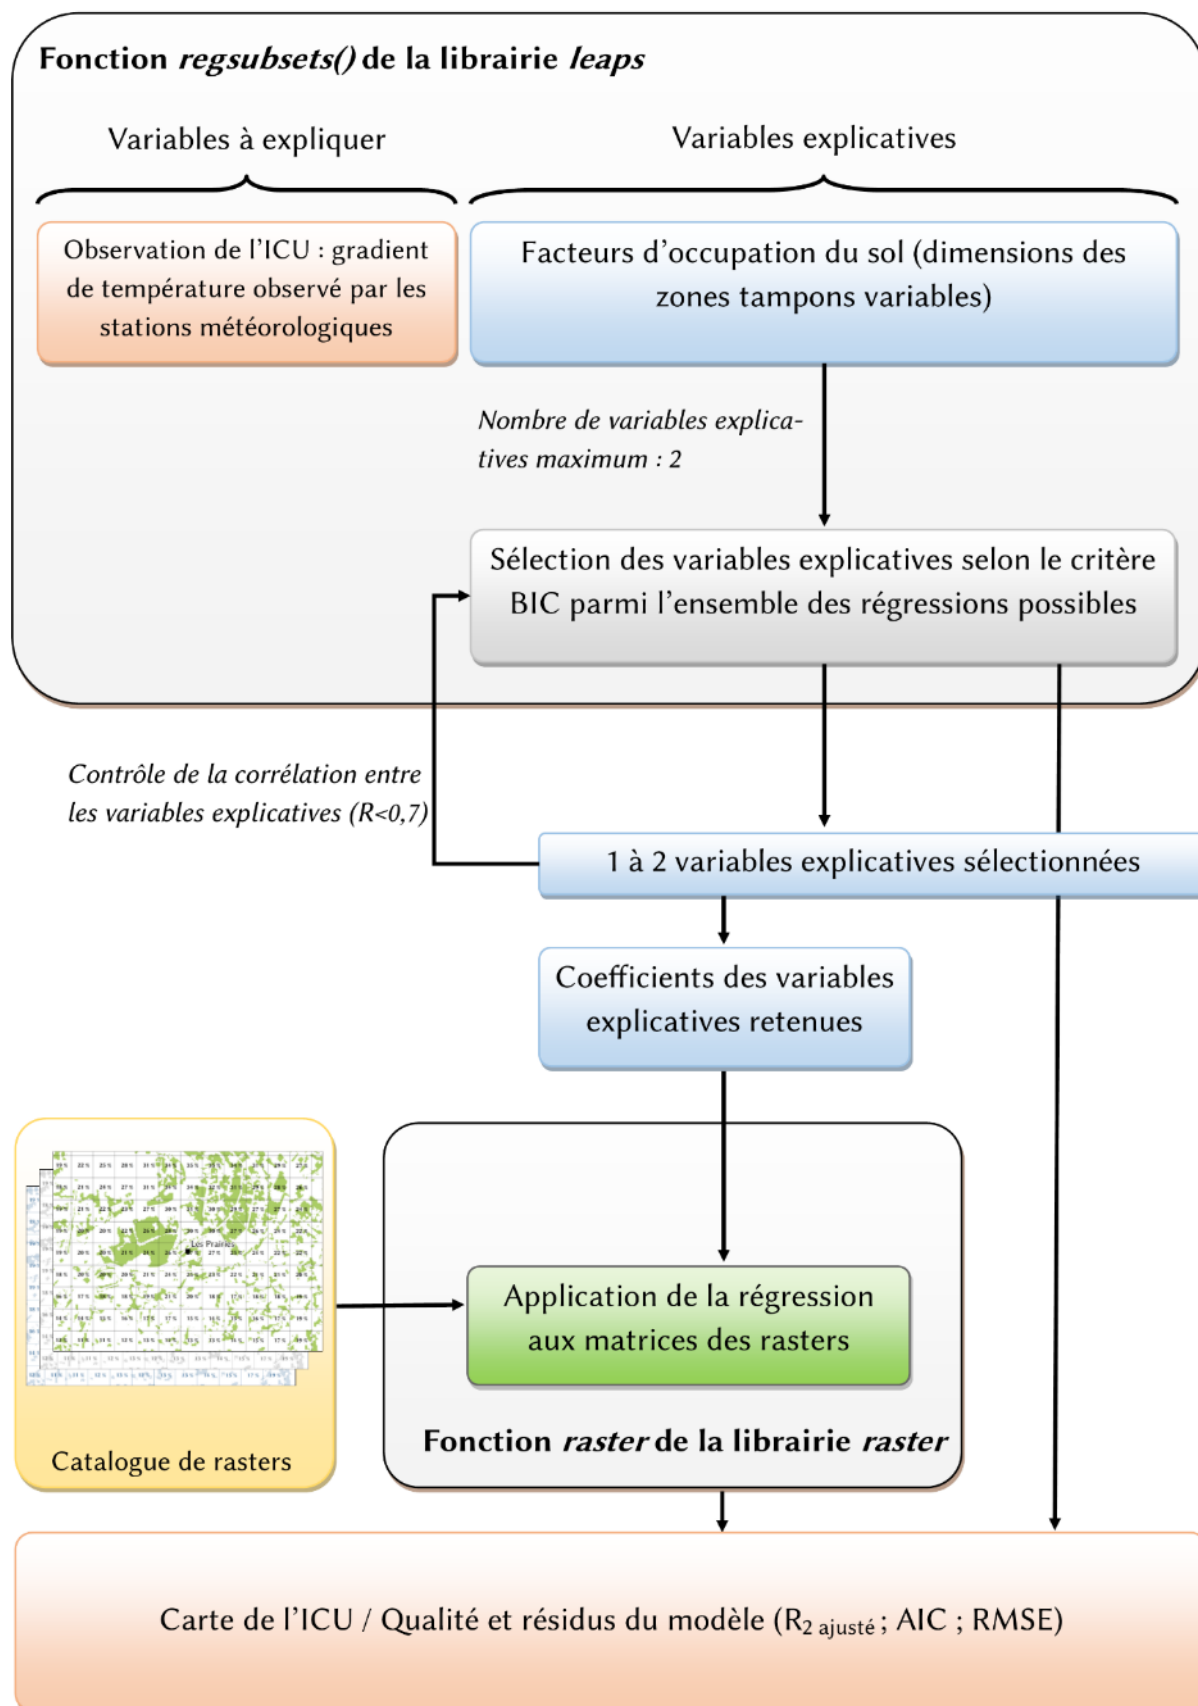 Fonction regsubsets() de la librairie leaps
Variables à expliquer
Variables explicatives
Observation de l'ICU : gradient
de température observé par les
stations météorologiques
Facteurs d'occupation du sol (dimensions des
zones tampons variables)
Nombre de variables explica-
tives maximum : 2
Sélection des variables explicatives selon le critère
BIC parmi l'ensemble des régressions possibles
Contrôle de la corrélation entre
les variables explicatives (R<0,7)
1 à 2 variables explicatives sélectionnées
Coefficients des variables
explicatives retenues
Les Prairies
Application de la régression
aux matrices des rasters
Fonction raster de la librairie raster
Catalogue de rasters
Carte de l'ICU / Qualité et résidus du modèle (R2 ajusté ; AIC ; RMSE)